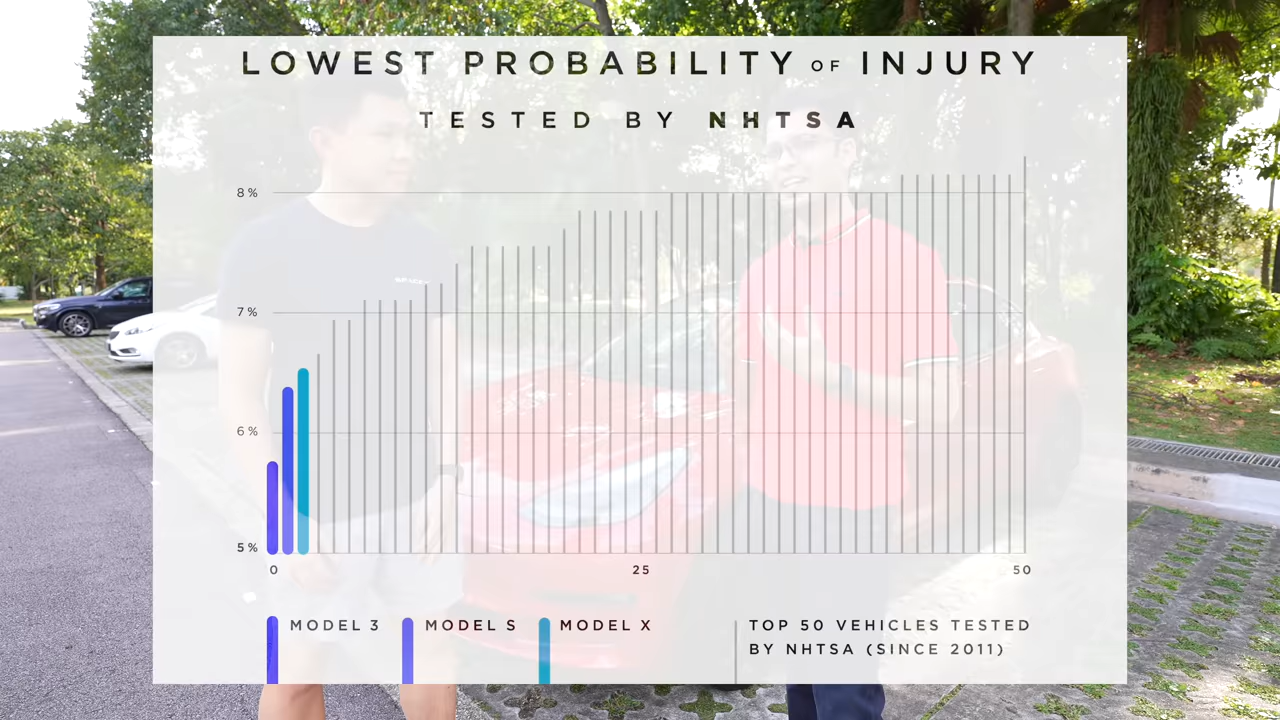 LOWEST PROBABILITY OF INJURY
TESTED BY NHTSA
8%
7%
6%
5%
0 25 50
MODEL 3 MODEL S MODEL X
TOP 50 VEHICLES TESTED
BY NHTSA (SINCE 2011)